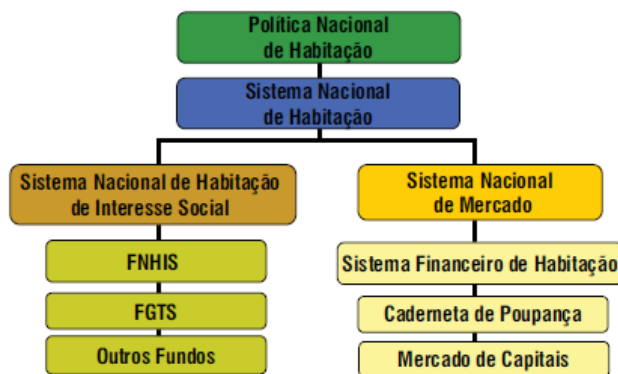 Política Nacional
de Habitação
Sistema Nacional
de Habitação
Sistema Nacional de Habitação
de Interesse Social
FNHIS
FGTS
Outros Fundos
Sistema Nacional
de Mercado
Sistema Financeiro de Habitação
Caderneta de Poupança
Mercado de Capitais